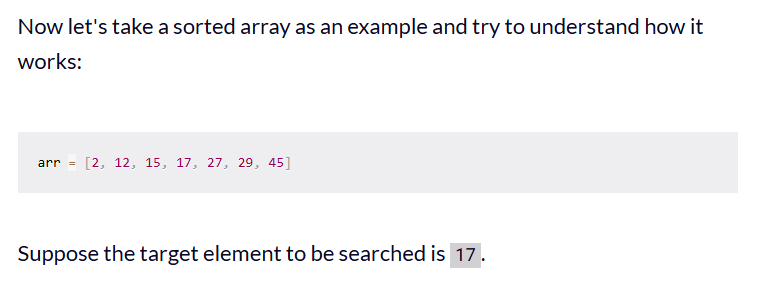 Now let's take a sorted array as an example and try to understand how it
works:
arr = [2, 12, 15, 17, 27, 29, 45]
Suppose the target element to be searched is 17.